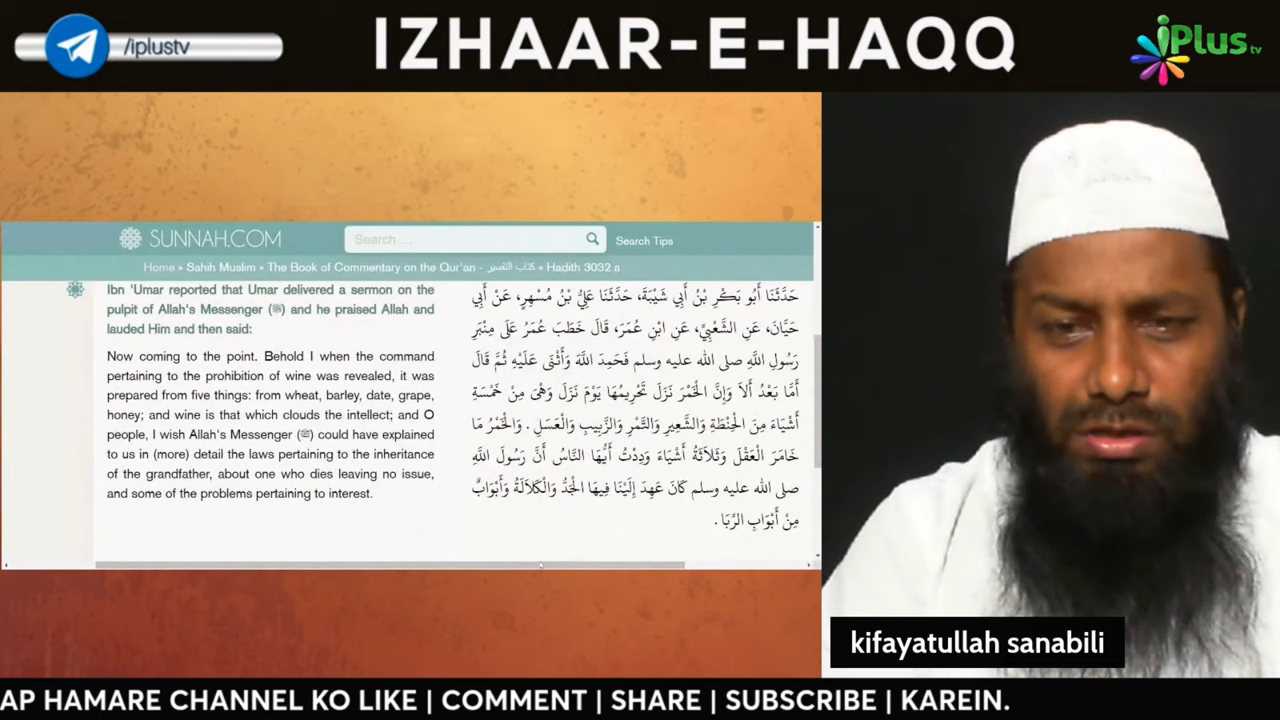 /iplustv
IZHAAR-E-HAQQ
iPlus tv
SUNNAH.COM
Search ...
Search Tips
Home » Sahih Muslim » The Book of Commentary on the Qur'an - كتاب التفسير » Hadith 3032 a
Ibn 'Umar reported that Umar delivered a sermon on the
pulpit of Allah's Messenger (ﷺ) and he praised Allah and
lauded Him and then said:
Now coming to the point. Behold I when the command
pertaining to the prohibition of wine was revealed, it was
prepared from five things: from wheat, barley, date, grape,
honey; and wine is that which clouds the intellect; and O
people, I wish Allah's Messenger (ﷺ) could have explained
to us in (more) detail the laws pertaining to the inheritance
of the grandfather, about one who dies leaving no issue,
and some of the problems pertaining to interest.
حَدَّثَنَا أَبُو بَكْرِ بْنُ أَبِي شَيْبَةَ، حَدَّثَنَا عَلِيُّ بْنُ مُسْهِرٍ، عَنْ أَبِي
حَيَّانَ، عَنِ الشَّعْبِيِّ، عَنِ ابْنِ عُمَرَ، قَالَ خَطَبَ عُمَرُ عَلَى مِنْبَرِ
رَسُولِ اللَّهِ صلى الله عليه وسلم فَحَمِدَ اللَّهَ وَأَثْنَى عَلَيْهِ ثُمَّ قَالَ
أَمَّا بَعْدُ أَلاَ وَإِنَّ الْخَمْرَ نَزَلَ تَحْرِيمُهَا يَوْمَ نَزَلَ وَهْىَ مِنْ خَمْسَةِ
أَشْيَاءَ مِنَ الْحِنْطَةِ وَالشَّعِيرِ وَالتَّمْرِ وَالزَّبِيبِ وَالْعَسَلِ . وَالْخَمْرُ مَا
خَامَرَ الْعَقْلَ وَثَلاَثَةُ أَشْيَاءَ وَدِدْتُ أَيُّهَا النَّاسُ أَنَّ رَسُولَ اللَّهِ
صلى الله عليه وسلم كَانَ عَهِدَ إِلَيْنَا فِيهَا الْجَدُّ وَالْكَلاَلَةُ وَأَبْوَابٌ
مِنْ أَبْوَابِ الرِّبَا .
kifayatullah sanabili
AP HAMARE CHANNEL KO LIKE | COMMENT | SHARE | SUBSCRIBE | KAREIN.